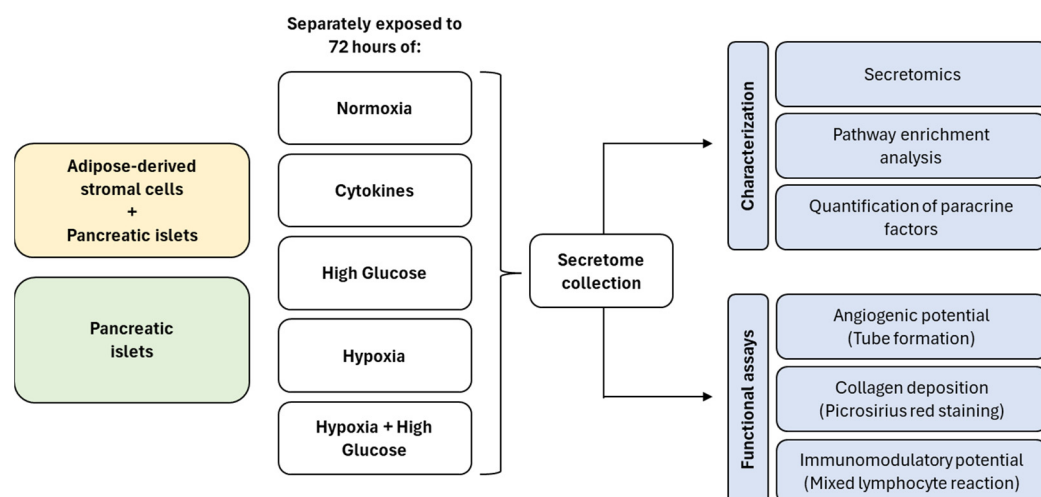 Separately exposed to
72 hours of:
Adipose-derived
stromal cells
+
Pancreatic islets
Pancreatic
islets
Normoxia
Cytokines
High Glucose
Hypoxia
Hypoxia + High
Glucose
Secretome
collection
Characterization
Secretomics
Pathway enrichment
analysis
Quantification of paracrine
factors
Functional assays
Angiogenic potential
(Tube formation)
Collagen deposition
(Picrosirius red staining)
Immunomodulatory potential
(Mixed lymphocyte reaction)